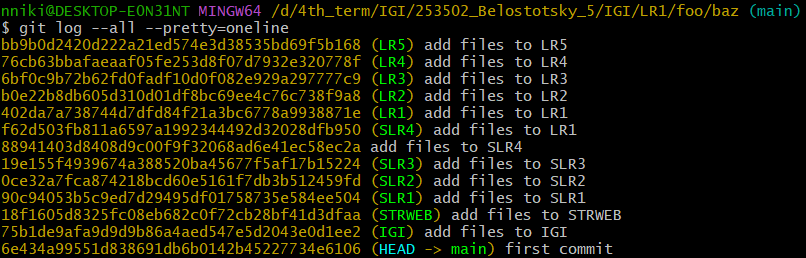 nniki@DESKTOP-EON31NT MINGW64 /d/4th_term/IGI/253502_Belostotsky_5/IGI/LR1/foo/baz (main)
$ git log --all --pretty=oneline
bb9b0d2420d222a21ed574e3d38535bd69f5b168 (LR5) add files to LR5
76cb63bbafaeaaf05fe253d8f07d7932e320778f (LR4) add files to LR4
6bf0c9b72b62fd0fadf10d0f082e929a297777c9 (LR3) add files to LR3
b0e22b8db605d310d01df8bc69ee4c76c738f9a8 (LR2) add files to LR2
402da7a738744d7dfd84f21a3bc6778a9938871e (LR1) add files to LR1
f62d503fb811a6597a1992344492d32028dfb950 (SLR4) add files to LR1
88941403d8408d9c00f9f32068ad6e41ec58ec2a add files to SLR4
19e155f4939674a388520ba45677f5af17b15224 (SLR3) add files to SLR3
0ce32a7fca874218bcd60e5161f7db3b512459fd (SLR2) add files to SLR2
90c94053b5c9ed7d29495df01758735e584ee504 (SLR1) add files to SLR1
18f1605d8325fc08eb682c0f72cb28bf41d3dfaa (STRWEB) add files to STRWEB
75b1de9afa9d9d9b86a4aed547e5d2043e0d1ee2 (IGI) add files to IGI
6e434a99551d838691db6b0142b45227734e6106 (HEAD -> main) first commit